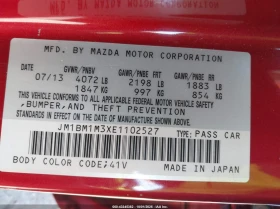 MFD. BY MAZDA MOTOR CORPORATION
GVWR/PNBV GAWR/PNBE FRT GAWR/PNBE RR
07/13 4072 LB 2198 LB 1883 LB
1847 KG 997 KG 854 KG
THIS VEHICLE CONFORMS TO ALL APPLICABLE FEDERAL MOTOR VEHICLE SAFETY
,BUMPER,AND THEFT PREVENTION
STANDARDS IN EFFECT ON THE DATE OF MANUFACTURE SHOWN ABOVE.
JM1BM1M3XE1102527 TYPE:PASS CAR
BODY COLOR CODE:41V MADE IN JAPAN